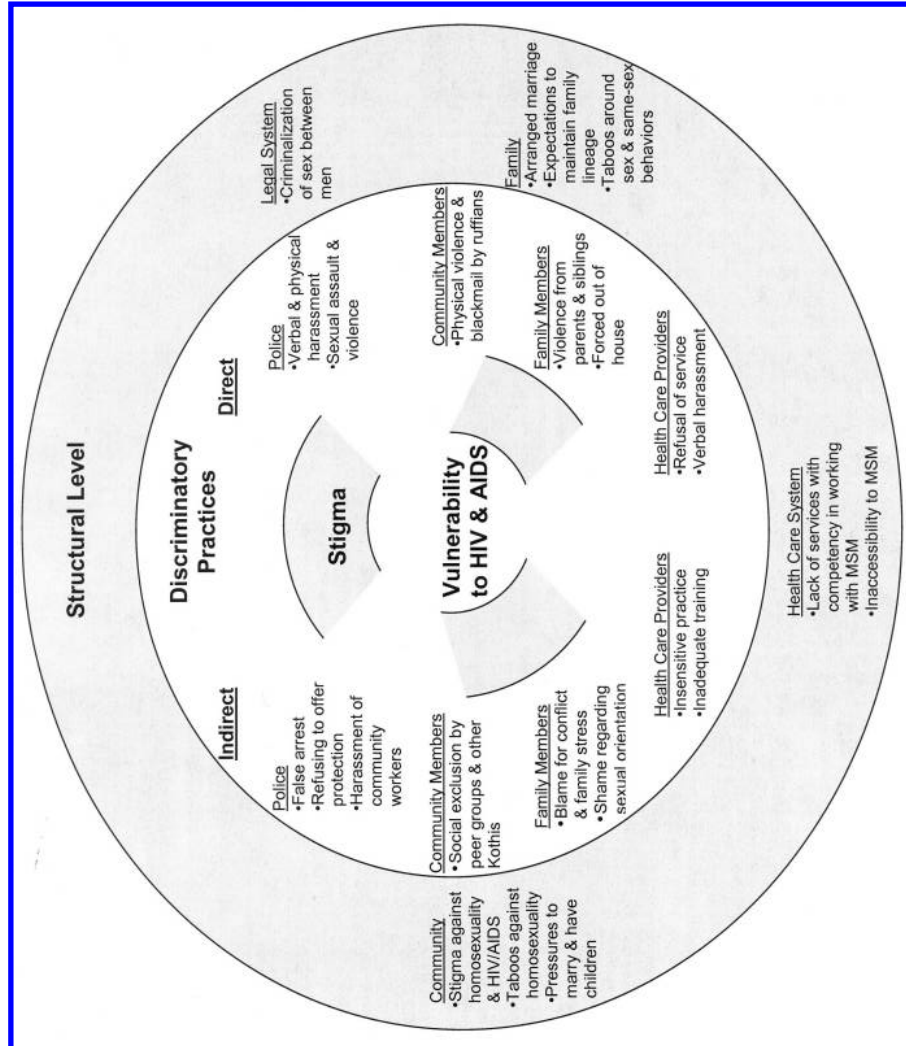 Structural Level
Legal System
•Criminalization
of sex between
men
Family
•Arranged marriage
•Expectations to
maintain family
lineage
•Taboos around
sex & same-sex
behaviors
Health Care System
•Lack of services with
competency in working
with MSM
•Inaccessibility to MSM
Community
•Stigma against
homosexuality
& HIV/AIDS
•Taboos against
homosexuality
•Pressures to
marry & have
children
Discriminatory
Practices
Indirect
Police
•False arrest
•Refusing to offer
protection
•Harassment of
community
workers
Community Members
•Social exclusion by
peer groups & other
Kothis
Family Members
•Blame for conflict
& family stress
•Shame regarding
sexual orientation
Health Care Providers
•Insensitive practice
•Inadequate training
Direct
Police
•Verbal & physical
harassment
•Sexual assault &
violence
Community Members
•Physical violence &
blackmail by ruffians
Family Members
•Violence from
parents & siblings
•Forced out of
house
Health Care Providers
•Refusal of service
•Verbal harassment
Stigma
Vulnerability
to HIV & AIDS